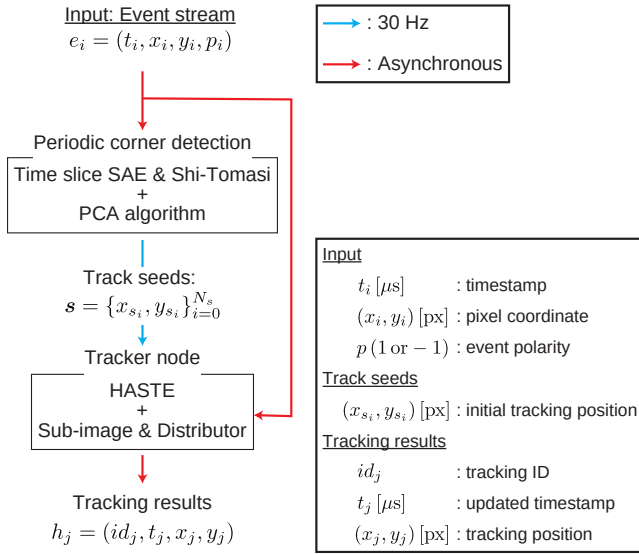 Input: Event stream
e_i = (t_i, x_i, y_i, p_i)
: 30 Hz
: Asynchronous
Periodic corner detection
Time slice SAE & Shi-Tomasi
+
PCA algorithm
Track seeds:
s = {x_{s_i}, y_{s_i}}_{i=0}^{N_s}
Tracker node
HASTE
+
Sub-image & Distributor
Tracking results
h_j = (id_j, t_j, x_j, y_j)
Input
t_i [μs] : timestamp
(x_i, y_i) [px] : pixel coordinate
p (1 or − 1) : event polarity
Track seeds
(x_{s_i}, y_{s_i}) [px] : initial tracking position
Tracking results
id_j : tracking ID
t_j [μs] : updated timestamp
(x_j, y_j) [px] : tracking position